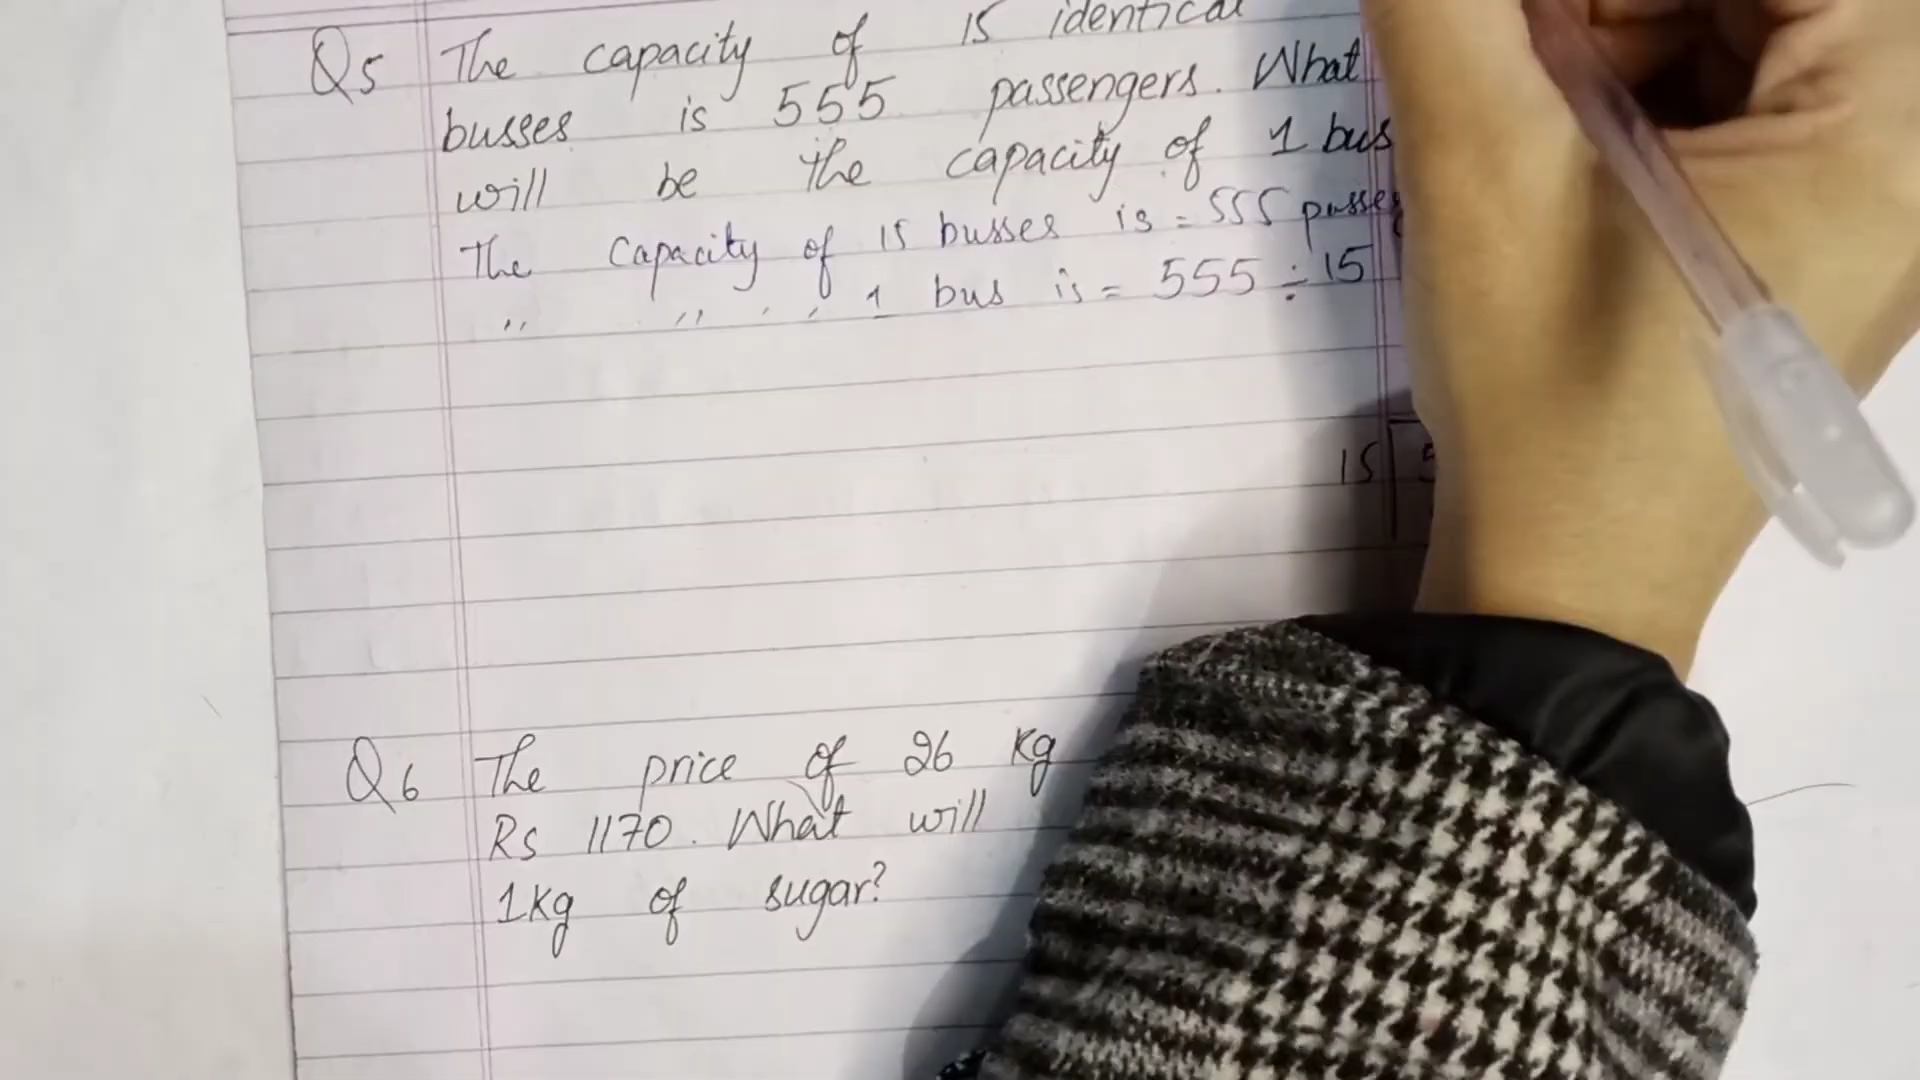 Q5 The capacity of 15 identical
busses is 555 passengers. What
will be the capacity of 1 bus
The Capacity of 15 busses is = 555 passe
,, ,, , , 1 bus is = 555 ÷ 15
15 5
Q6 The price of 26 kg
Rs 1170. What will
1kg of sugar?